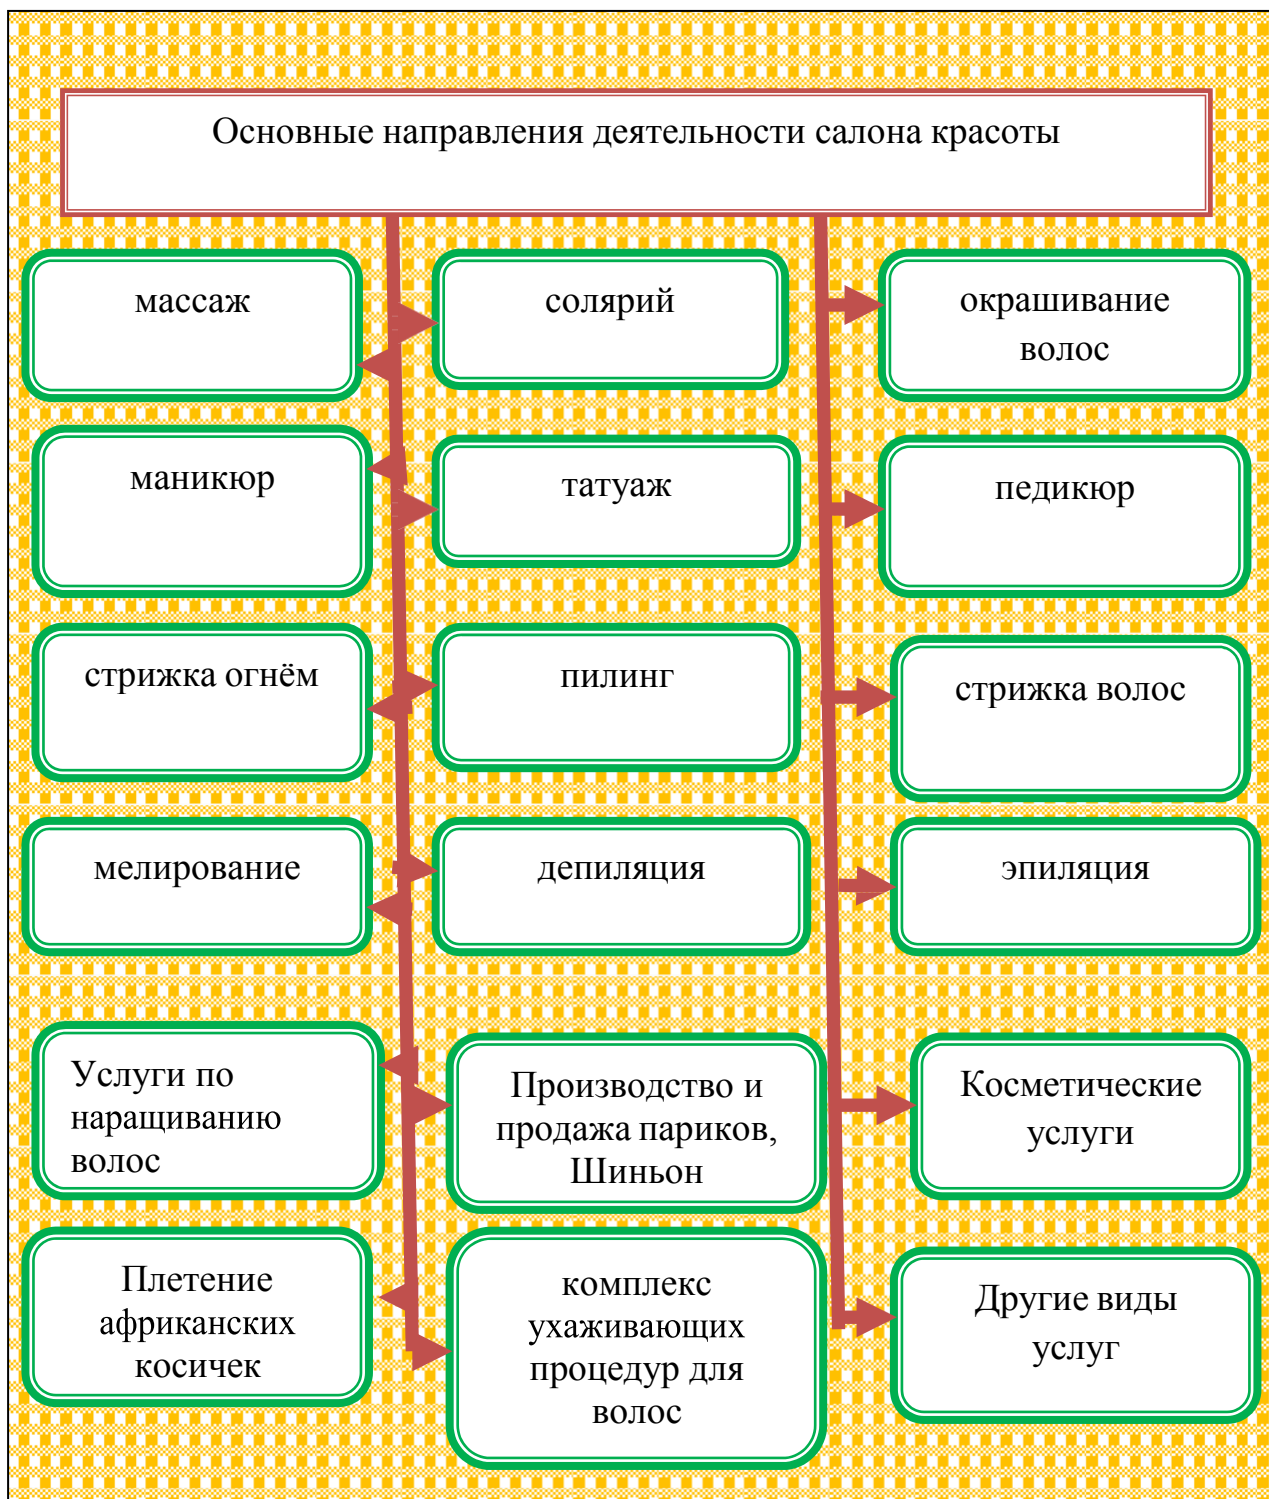 Основные направления деятельности салона красоты
массаж
солярий
окрашивание
волос
маникюр
татуаж
педикюр
стрижка огнём
пилинг
стрижка волос
мелирование
депиляция
эпиляция
Услуги по
наращиванию
волос
Производство и
продажа париков,
Шиньон
Косметические
услуги
Плетение
африканских
косичек
комплекс
ухаживающих
процедур для
волос
Другие виды
услуг